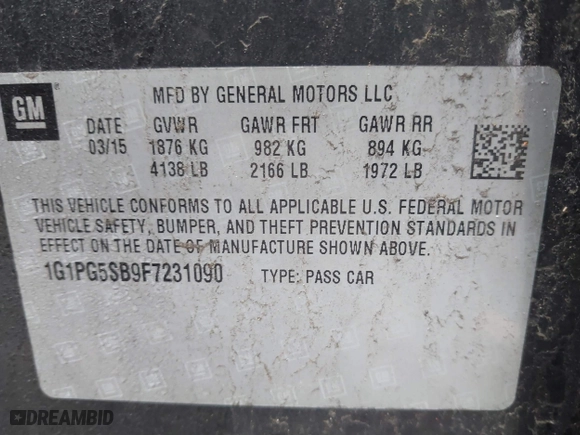 GM
MFD BY GENERAL MOTORS LLC
DATE GVWR GAWR FRT GAWR RR
03/15 1876 KG 982 KG 894 KG
4138 LB 2166 LB 1972 LB
THIS VEHICLE CONFORMS TO ALL APPLICABLE U.S. FEDERAL MOTOR
VEHICLE SAFETY, BUMPER, AND THEFT PREVENTION STANDARDS IN
EFFECT ON THE DATE OF MANUFACTURE SHOWN ABOVE.
1G1PG5SB9F7231090 TYPE: PASS CAR
DREAMBID